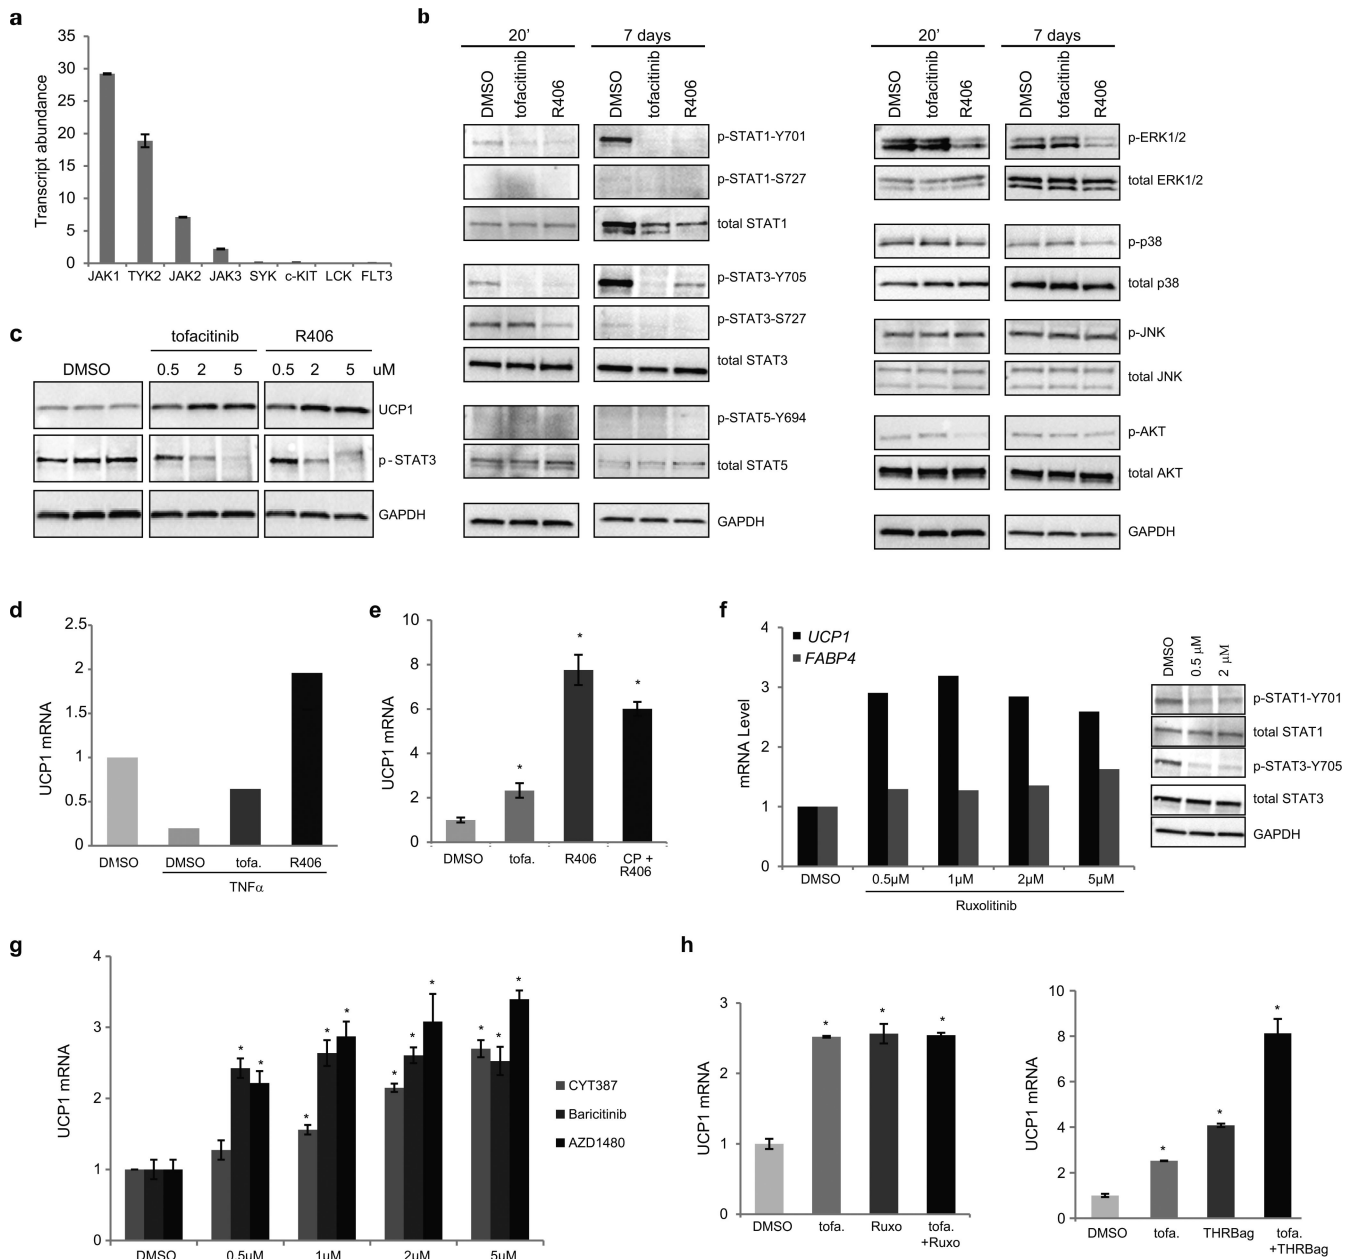 a
Transcript abundance
35
30
25
20
15
10
5
0
JAK1 TYK2 JAK2 JAK3 SYK c-KIT LCK FLT3
b
20' 7 days
DMSO tofacitinib R406 DMSO tofacitinib R406
p-STAT1-Y701
p-STAT1-S727
total STAT1
p-STAT3-Y705
p-STAT3-S727
total STAT3
p-STAT5-Y694
total STAT5
GAPDH
20' 7 days
DMSO tofacitinib R406 DMSO tofacitinib R406
p-ERK1/2
total ERK1/2
p-p38
total p38
p-JNK
total JNK
p-AKT
total AKT
GAPDH
c
tofacitinib R406
DMSO 0.5 2 5 0.5 2 5 uM
UCP1
p-STAT3
GAPDH
d
UCP1 mRNA
2.5
2
1.5
1
0.5
0
DMSO DMSO tofa. R406
TNFα
e
UCP1 mRNA
10
8
6
4
2
0
* * *
DMSO tofa. R406 CP +
R406
f
mRNA Level
4
3
2
1
0
UCP1
FABP4
DMSO 0.5µM 1µM 2µM 5µM
Ruxolitinib
DMSO 0.5 µM 2 µM
p-STAT1-Y701
total STAT1
p-STAT3-Y705
total STAT3
GAPDH
g
UCP1 mRNA
4
3
2
1
0
* * * * * * * * * * *
CYT387
Baricitinib
AZD1480
DMSO 0.5uM 1uM 2uM 5uM
h
UCP1 mRNA
3
2
1
0
* * *
DMSO tofa. Ruxo tofa.
+Ruxo
UCP1 mRNA
10
8
6
4
2
0
* * *
DMSO tofa. THRBag tofa.
+THRBag